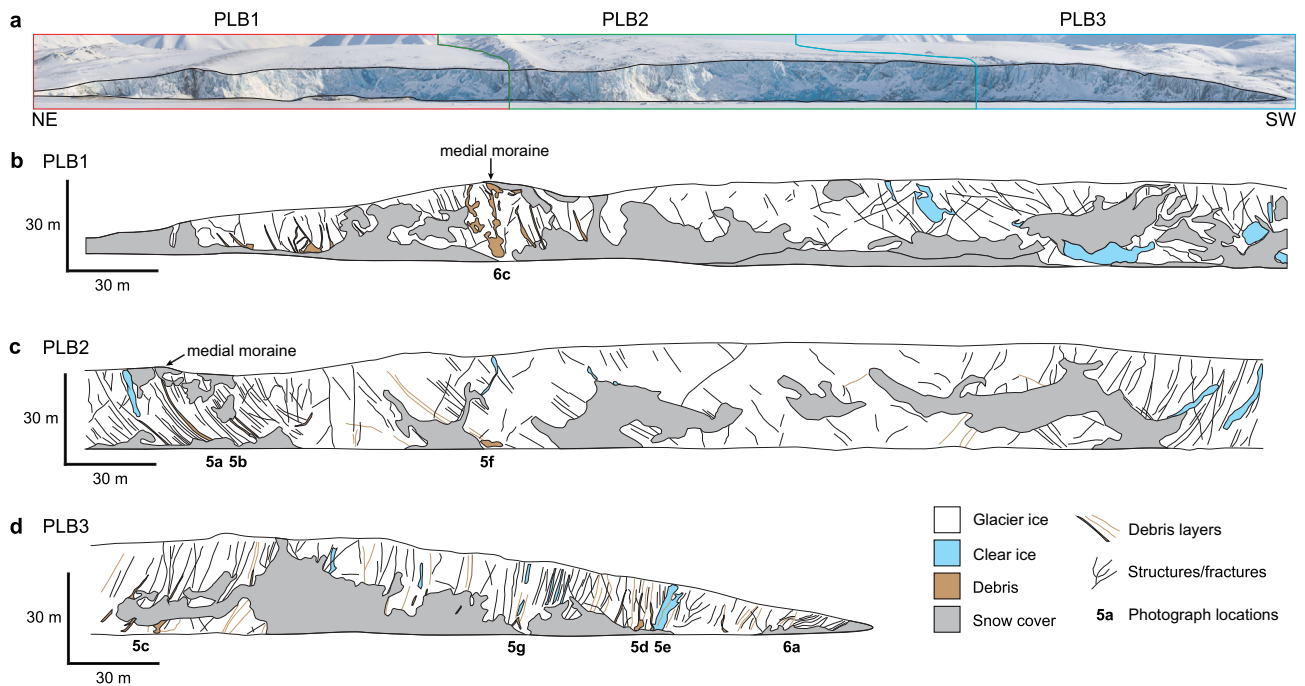 a PLB1 PLB2 PLB3
NE SW
b PLB1
medial moraine
30 m
30 m
6c
c PLB2
medial moraine
30 m
30 m
5a 5b
5f
d PLB3
30 m
30 m
5c
5g
5d 5e
6a
Glacier ice
Clear ice
Debris
Snow cover
Debris layers
Structures/fractures
5a Photograph locations